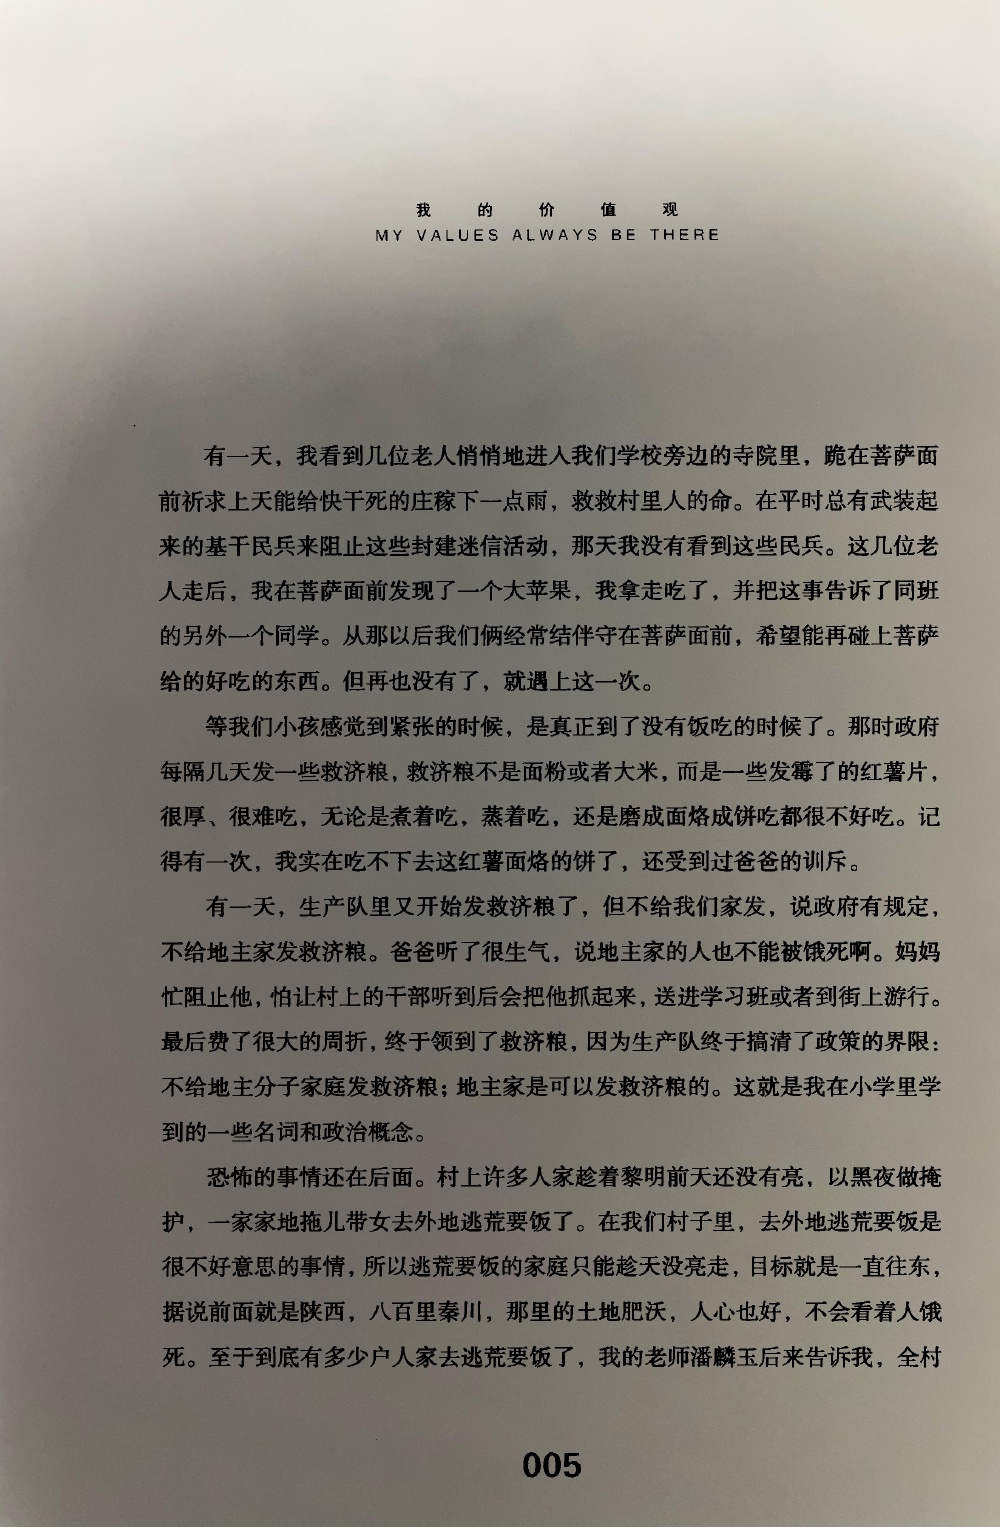 我的价值观
MY VALUES ALWAYS BE THERE
有一天，我看到几位老人悄悄地进入我们学校旁边的寺院里，跪在菩萨面
前祈求上天能给快干死的庄稼下一点雨，救救村里人的命。在平时总有武装起
来的基干民兵来阻止这些封建迷信活动，那天我没有看到这些民兵。这几位老
人走后，我在菩萨面前发现了一个大苹果，我拿走吃了，并把这事告诉了同班
的另外一个同学。从那以后我们俩经常结伴守在菩萨面前，希望能再碰上菩萨
给的好吃的东西。但再也没有了，就遇上这一次。
等我们小孩感觉到紧张的时候，是真正到了没有饭吃的时候了。那时政府
每隔几天发一些救济粮，救济粮不是面粉或者大米，而是一些发霉了的红薯片，
很厚、很难吃，无论是煮着吃，蒸着吃，还是磨成面烙成饼吃都很不好吃。记
得有一次，我实在吃不下去这红薯面烙的饼了，还受到过爸爸的训斥。
有一天，生产队里又开始发救济粮了，但不给我们家发，说政府有规定，
不给地主家发救济粮。爸爸听了很生气，说地主家的人也不能被饿死啊。妈妈
忙阻止他，怕让村上的干部听到后会把他抓起来，送进学习班或者到街上游行。
最后费了很大的周折，终于领到了救济粮，因为生产队终于搞清了政策的界限：
不给地主分子家庭发救济粮；地主家是可以发救济粮的。这就是我在小学里学
到的一些名词和政治概念。
恐怖的事情还在后面。村上许多人家趁着黎明前天还没有亮，以黑夜做掩
护，一家家地拖儿带女去外地逃荒要饭了。在我们村子里，去外地逃荒要饭是
很不好意思的事情，所以逃荒要饭的家庭只能趁天没亮走，目标就是一直往东，
据说前面就是陕西，八百里秦川，那里的土地肥沃，人心也好，不会看着人饿
死。至于到底有多少户人家去逃荒要饭了，我的老师潘麟玉后来告诉我，全村
005